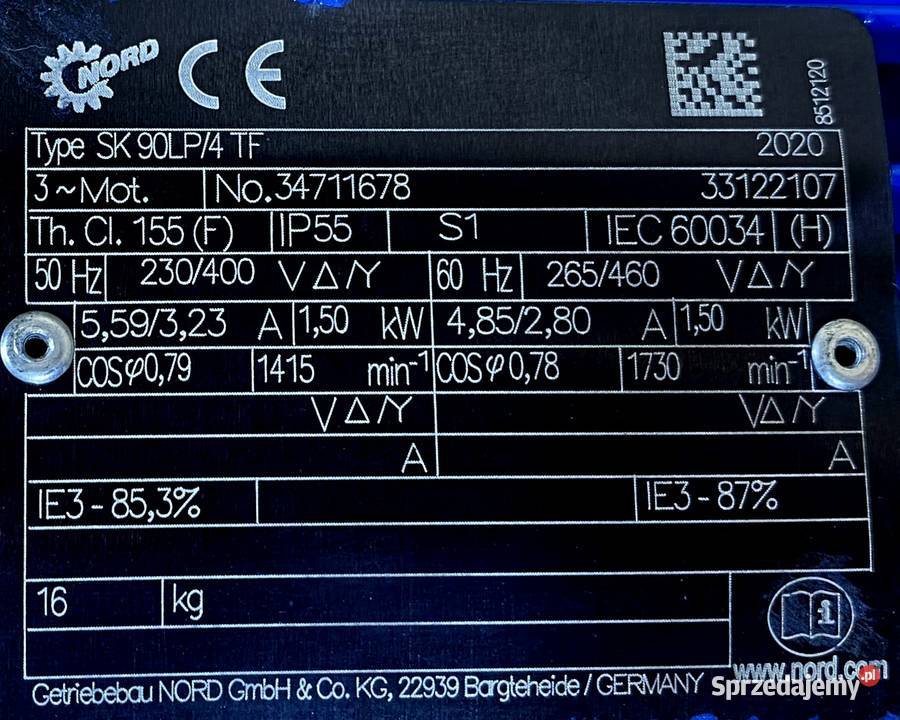 NORD CE
8512120
Type SK 90LP/4 TF 2020
3~Mot. No.34711678 33122107
Th. Cl. 155 (F) IP55 S1 IEC 60034 (H)
50 Hz 230/400 V Δ/Y 60 Hz 265/460 V Δ/Y
5,59/3,23 A 1,50 kW 4,85/2,80 A 1,50 kW
COSφ0,79 1415 min-1 COSφ0,78 1730 min-1
V Δ/Y VΔ/Y
A A
IE3-85,3% IE3-87%
16 kg
i
www.nord.com
Getriebebau NORD GmbH & Co. KG, 22939 Bargteheide / GERMANY
Sprzedajemy.pl